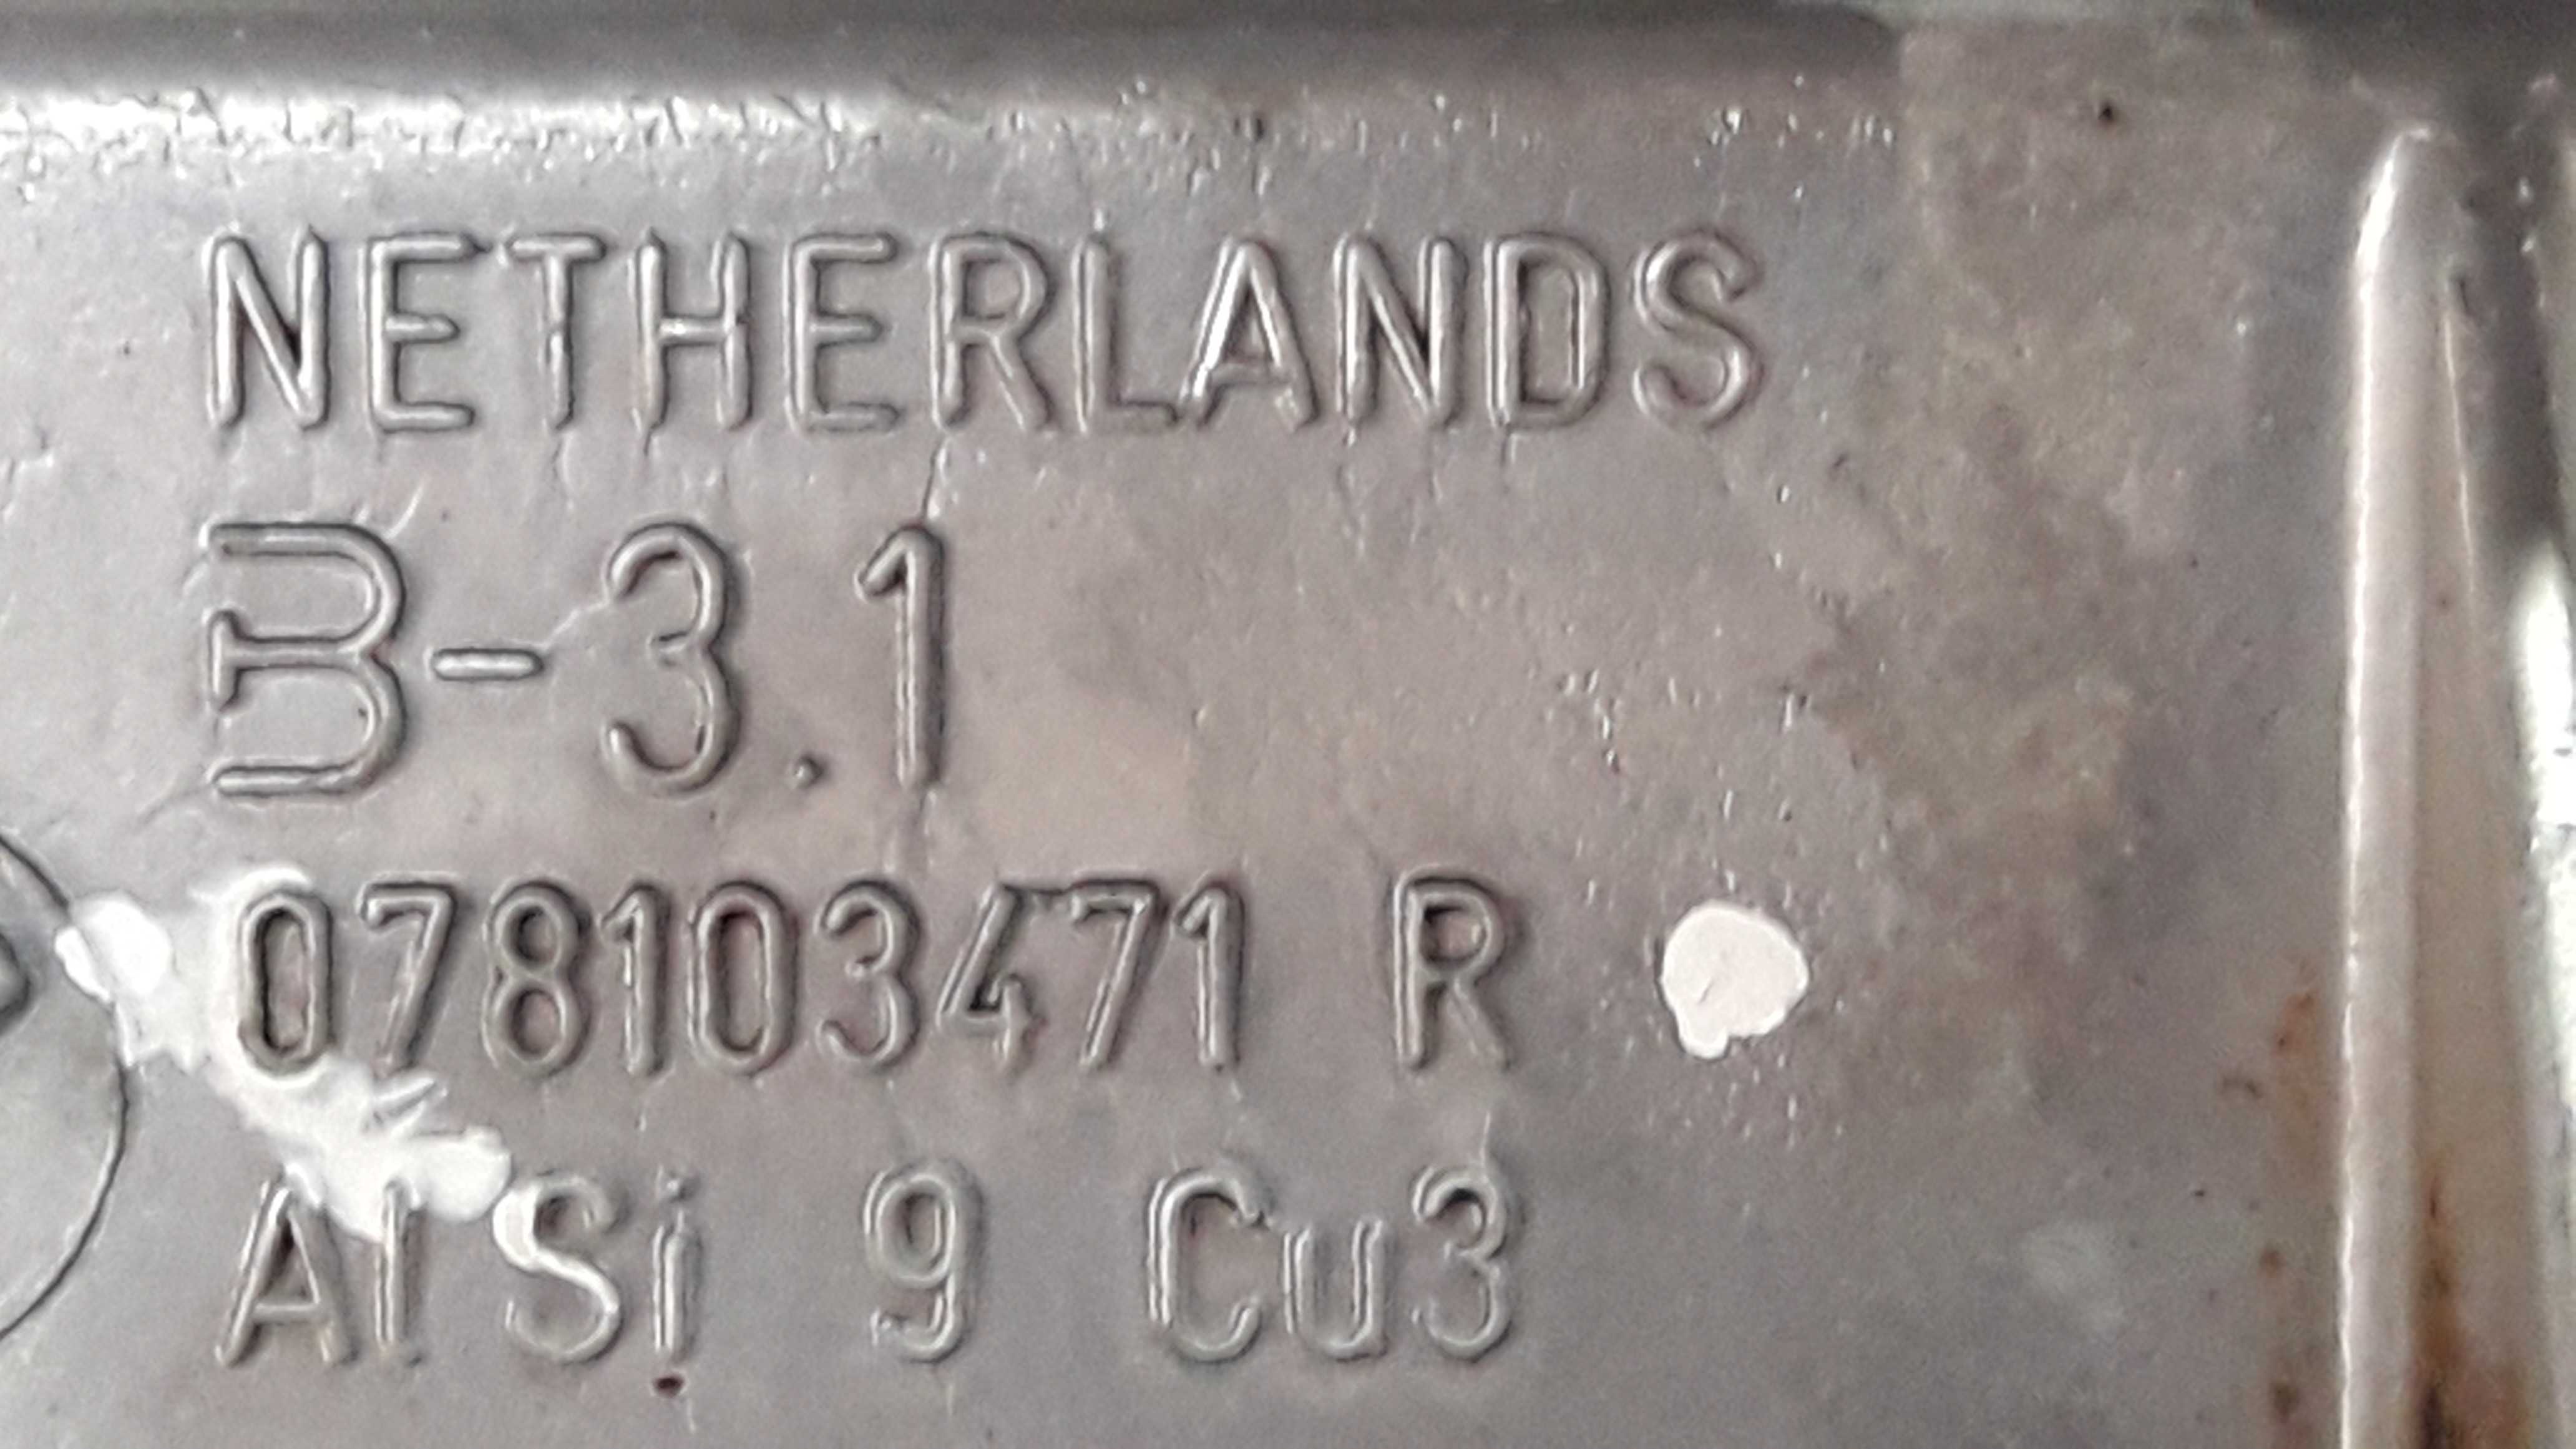 NETHERLANDS
B-3.1
078103471 R
Al Si 9 Cu3